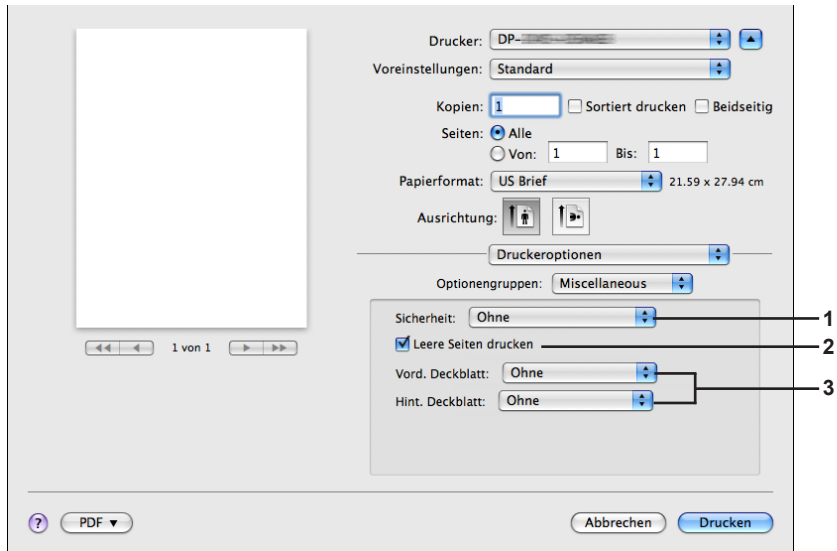 Drucker: DP-
Voreinstellungen: Standard
Kopien: 1 Sortiert drucken Beidseitig
Seiten: Alle
Von: 1 Bis: 1
Papierformat: US Brief 21.59 x 27.94 cm
Ausrichtung:
Druckeroptionen
Optionengruppen: Miscellaneous
Sicherheit: Ohne 1
Leere Seiten drucken 2
Vord. Deckblatt: Ohne
3
Hint. Deckblatt: Ohne
1 von 1
? PDF ▼ Abbrechen Drucken